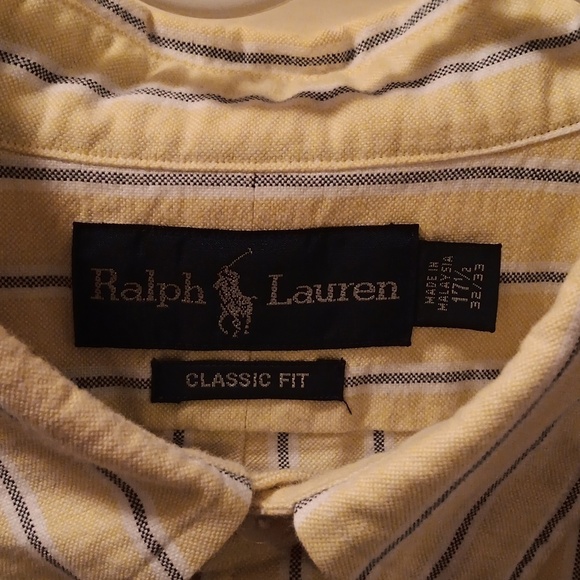 Ralph Lauren
MADE IN
MALAYSIA
17 1/2
32/33
CLASSIC FIT